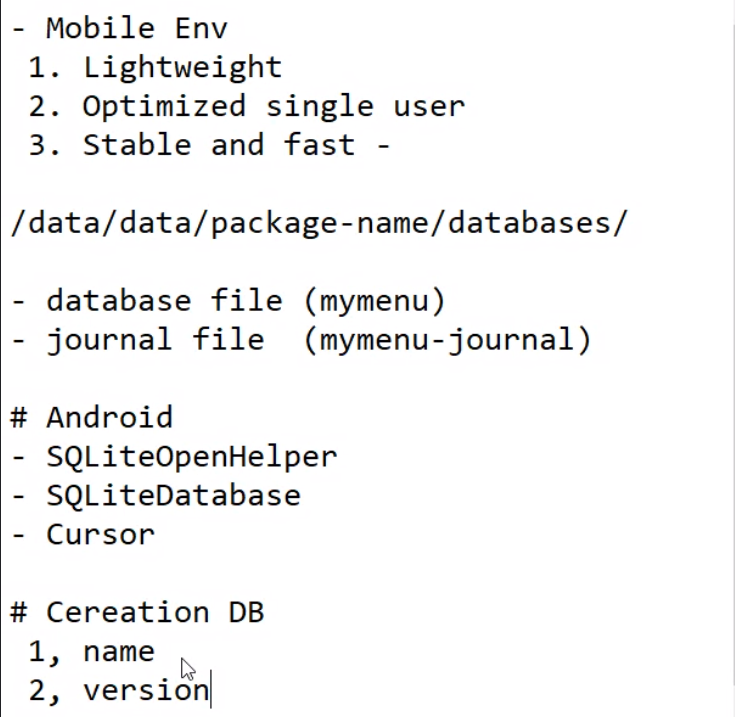 - Mobile Env
1. Lightweight
2. Optimized single user
3. Stable and fast -
/data/data/package-name/databases/
- database file (mymenu)
- journal file  (mymenu-journal)
# Android
- SQLiteOpenHelper
- SQLiteDatabase
- Cursor
# Cereation DB
1, name
2, version